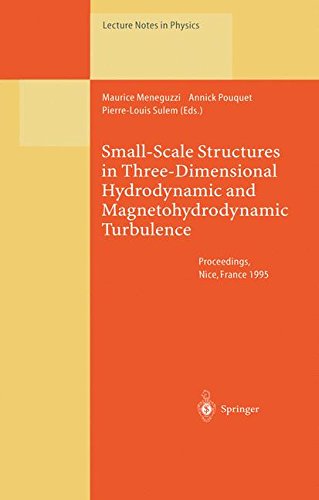 Lecture Notes in Physics
Maurice Meneguzzi Annick Pouquet
Pierre-Louis Sulem (Eds.)
Small-Scale Structures
in Three-Dimensional
Hydrodynamic and
Magnetohydrodynamic
Turbulence
Proceedings,
Nice, France 1995
Springer